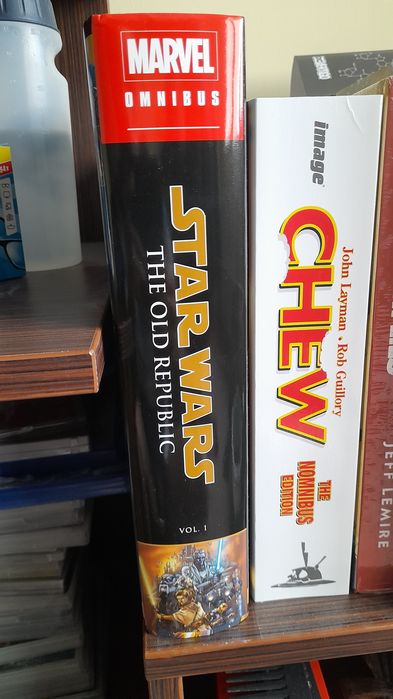 MARVEL
OMNIBUS
STAR WARS
THE OLD REPUBLIC
VOL. 1
image
John Layman • Rob Guillory
CHEW
THE
NOMNIBUS
EDITION
JEFF LEMIRE